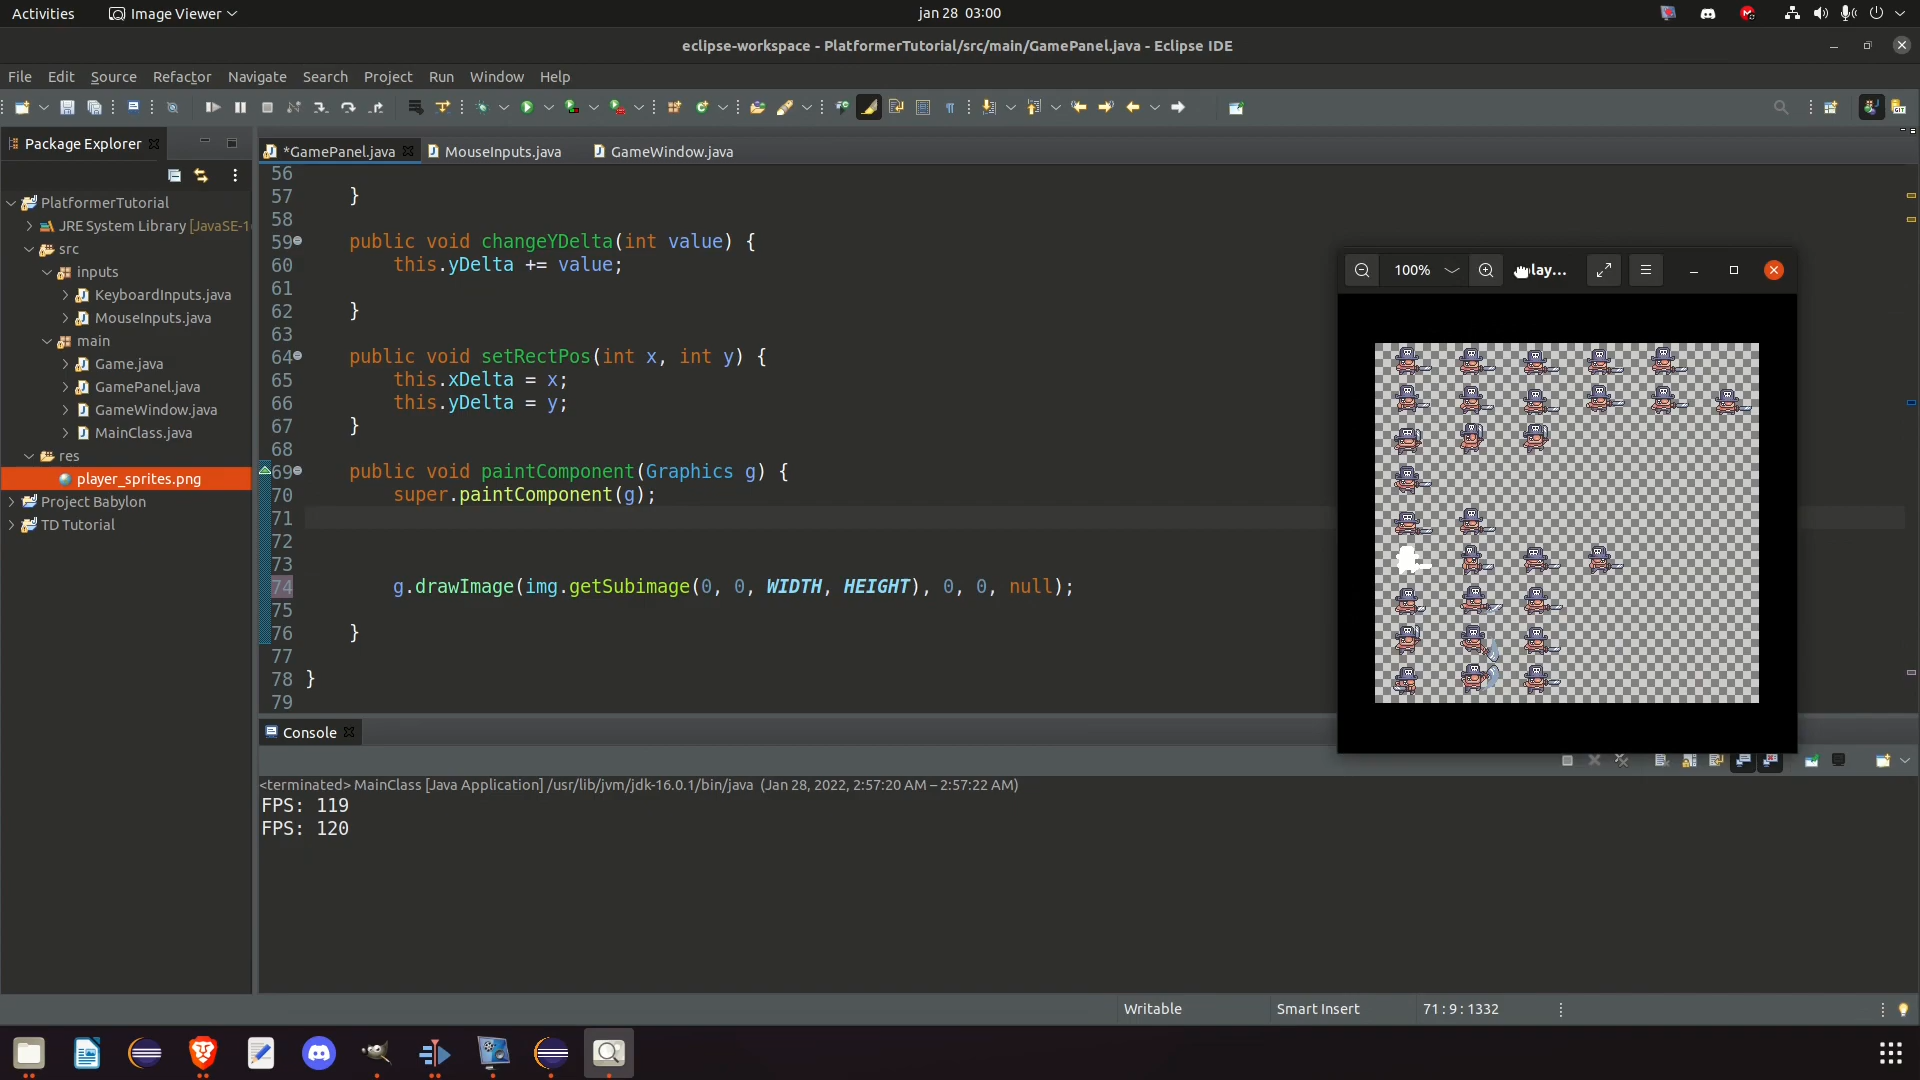 Activities
Image Viewer
jan 28 03:00
eclipse-workspace - PlatformerTutorial/src/main/GamePanel.java - Eclipse IDE
File Edit Source Refactor Navigate Search Project Run Window Help
Package Explorer
PlatformerTutorial
JRE System Library [JavaSE-1
src
inputs
KeyboardInputs.java
MouseInputs.java
main
Game.java
GamePanel.java
GameWindow.java
MainClass.java
res
player_sprites.png
Project Babylon
TD Tutorial
*GamePanel.java MouseInputs.java GameWindow.java
56
57 }
58
59 public void changeYDelta(int value) {
60 this.yDelta += value;
61
62 }
63
64 public void setRectPos(int x, int y) {
65 this.xDelta = x;
66 this.yDelta = y;
67 }
68
69 public void paintComponent(Graphics g) {
70 super.paintComponent(g);
71
72
73
74 g.drawImage(img.getSubimage(0, 0, WIDTH, HEIGHT), 0, 0, null);
75
76 }
77
78 }
79
100% lay...
Console
<terminated> MainClass [Java Application] /usr/lib/jvm/jdk-16.0.1/bin/java (Jan 28, 2022, 2:57:20 AM – 2:57:22 AM)
FPS: 119
FPS: 120
Writable Smart Insert 71 : 9 : 1332